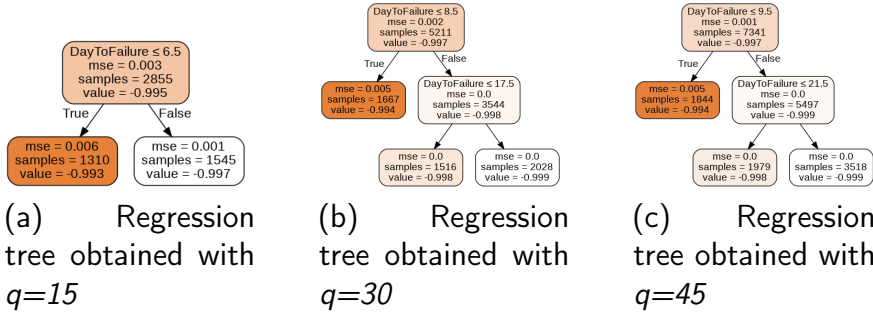 DayToFailure ≤ 6.5
mse = 0.003
samples = 2855
value = -0.995
True
False
mse = 0.006
samples = 1310
value = -0.993
mse = 0.001
samples = 1545
value = -0.997
(a) Regression
tree obtained with
q=15
DayToFailure ≤ 8.5
mse = 0.002
samples = 5211
value = -0.997
True
False
mse = 0.005
samples = 1667
value = -0.994
DayToFailure ≤ 17.5
mse = 0.0
samples = 3544
value = -0.998
mse = 0.0
samples = 1516
value = -0.998
mse = 0.0
samples = 2028
value = -0.999
(b) Regression
tree obtained with
q=30
DayToFailure ≤ 9.5
mse = 0.001
samples = 7341
value = -0.997
True
False
mse = 0.005
samples = 1844
value = -0.994
DayToFailure ≤ 21.5
mse = 0.0
samples = 5497
value = -0.999
mse = 0.0
samples = 1979
value = -0.998
mse = 0.0
samples = 3518
value = -0.999
(c) Regression
tree obtained with
q=45